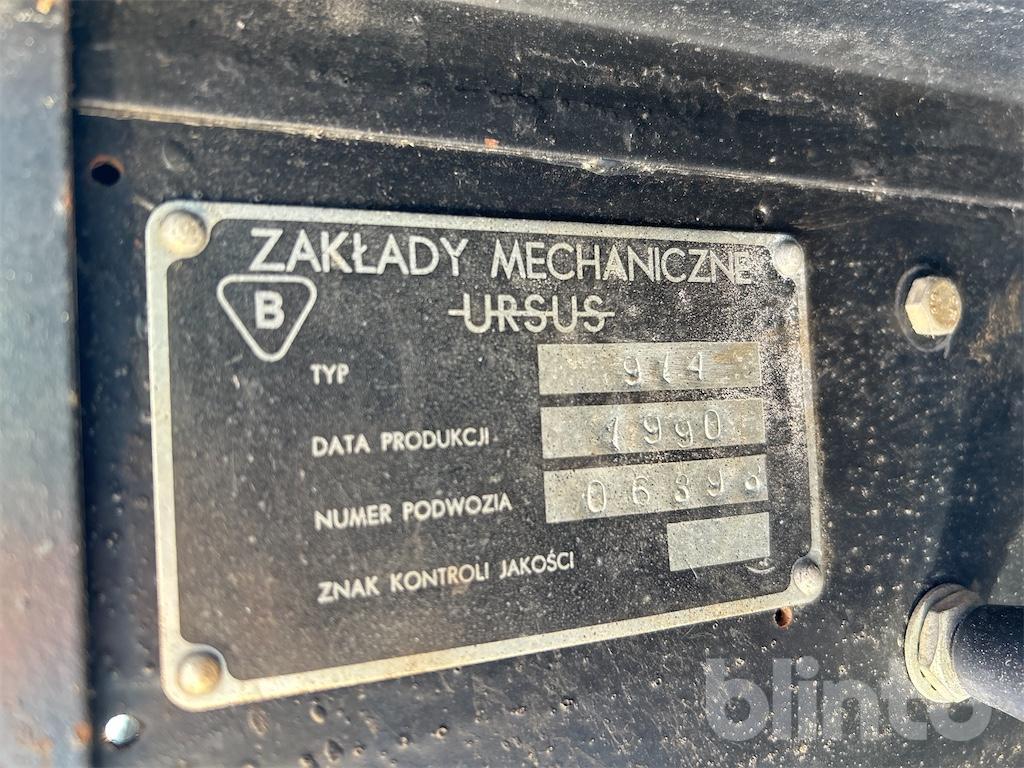 ZAKŁADY MECHANICZNE
URSUS
B
TYP 914
DATA PRODUKCJI 1990
NUMER PODWOZIA
ZNAK KONTROLI JAKOŚCI
blinto